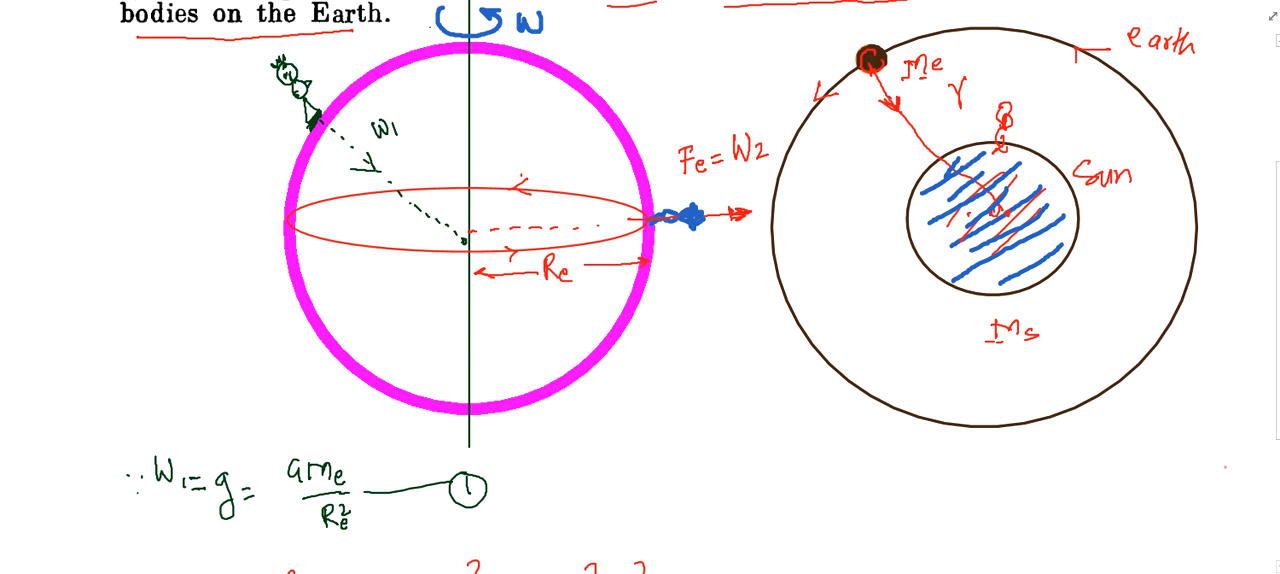 bodies on the Earth.
W
earth
Me
r
W1
Fe = W2
Sun
Re
Ms
∵ W1 = g = GMe / Re² — ①